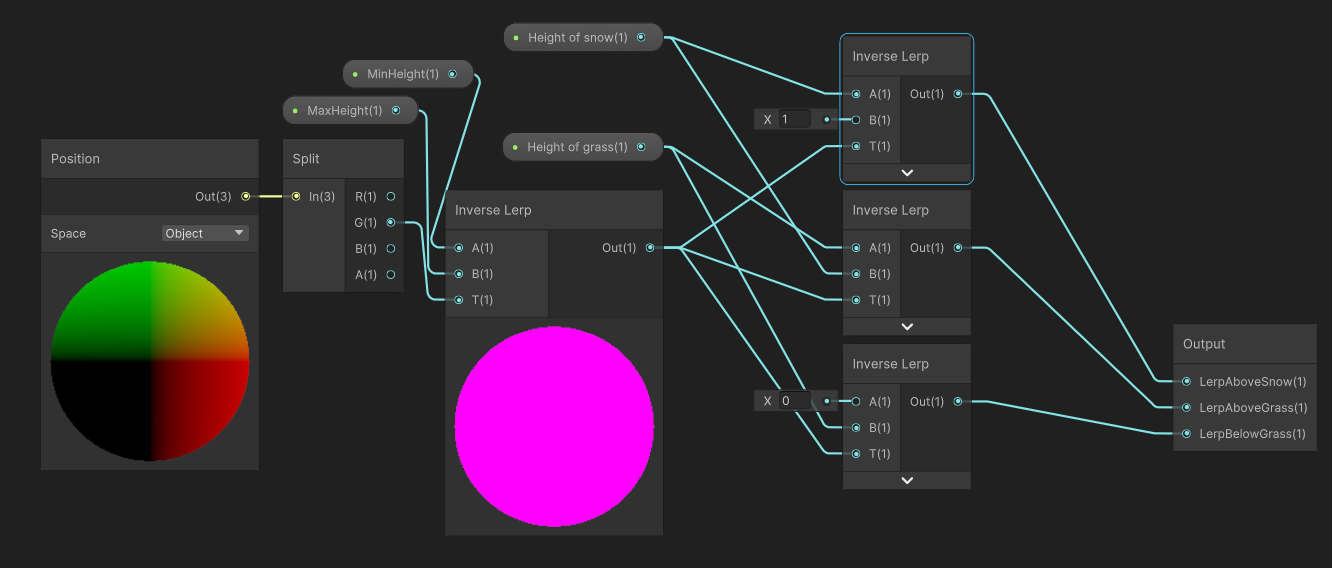 Height of snow(1)
MinHeight(1)
MaxHeight(1)
Height of grass(1)
Position
Out(3)
Space
Object
Split
In(3)
R(1)
G(1)
B(1)
A(1)
Inverse Lerp
A(1)
B(1)
T(1)
Out(1)
Inverse Lerp
A(1)
Out(1)
X 1
B(1)
T(1)
Inverse Lerp
A(1)
Out(1)
B(1)
T(1)
Inverse Lerp
X 0
A(1)
Out(1)
B(1)
T(1)
Output
LerpAboveSnow(1)
LerpAboveGrass(1)
LerpBelowGrass(1)